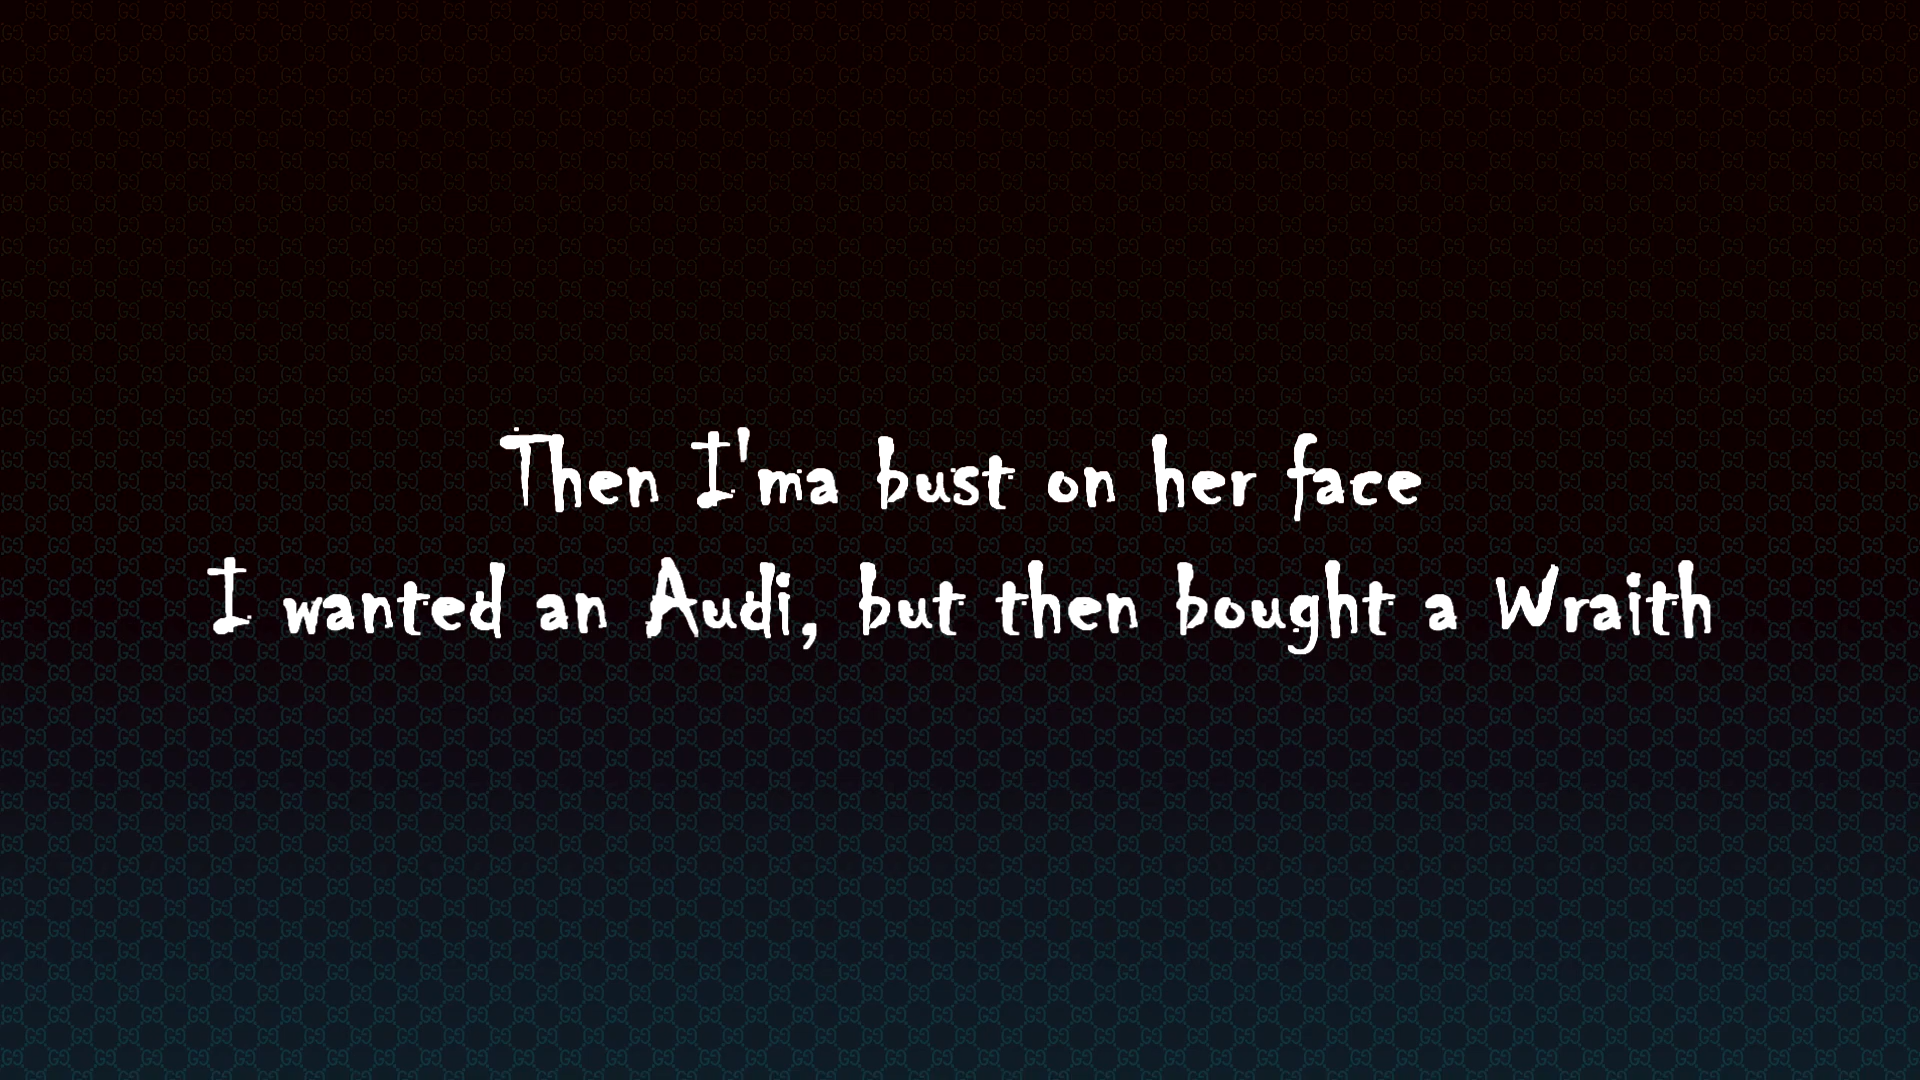 Then I'ma bust on her face
I wanted an Audi, but then bought a Wraith